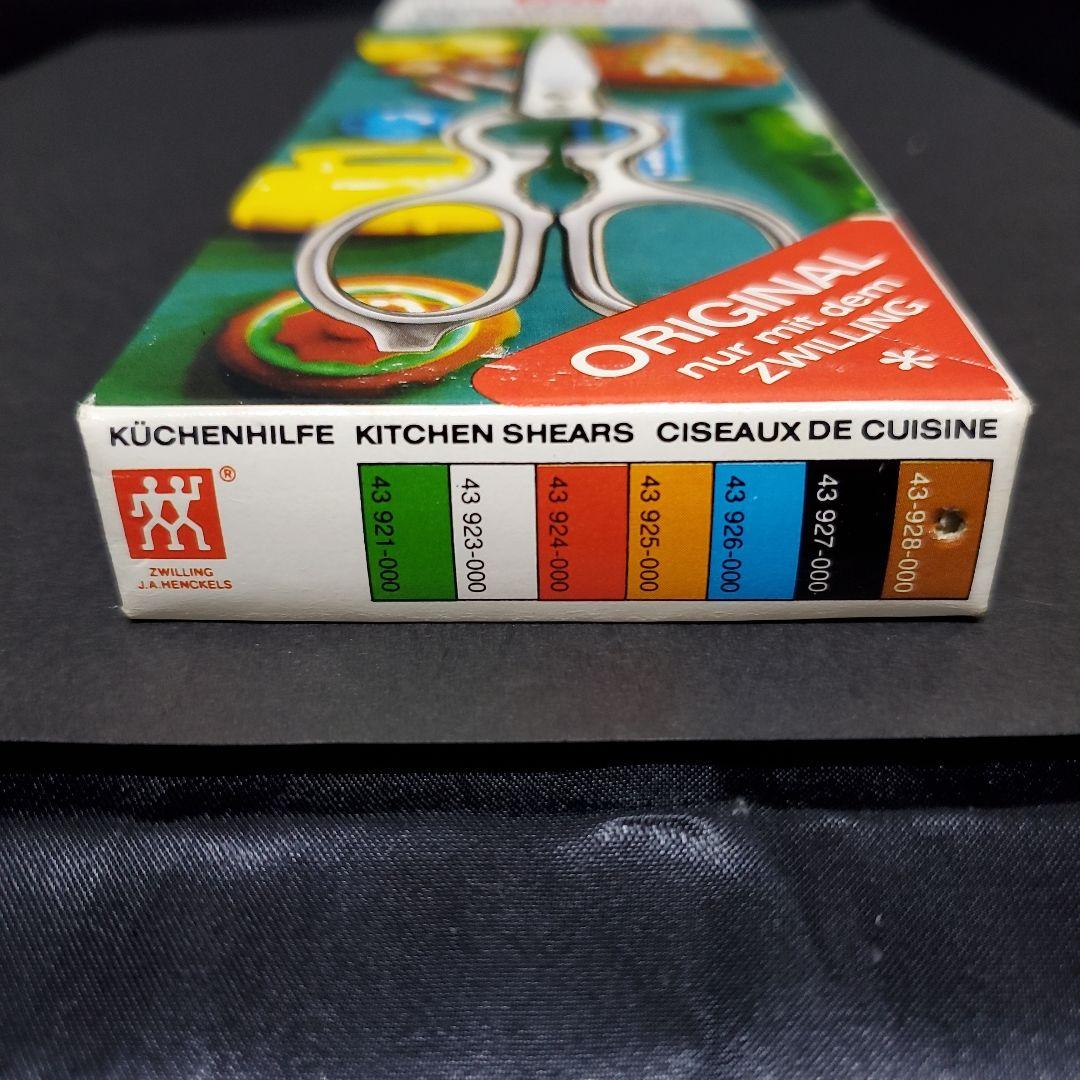 ORIGINAL
nur mit dem
ZWILLING
*
KÜCHENHILFE KITCHEN SHEARS CISEAUX DE CUISINE
®
ZWILLING
J.A.HENCKELS
43 921-000
43 923-000
43 924-000
43 925-000
43 926-000
43 927-000
43-928-000